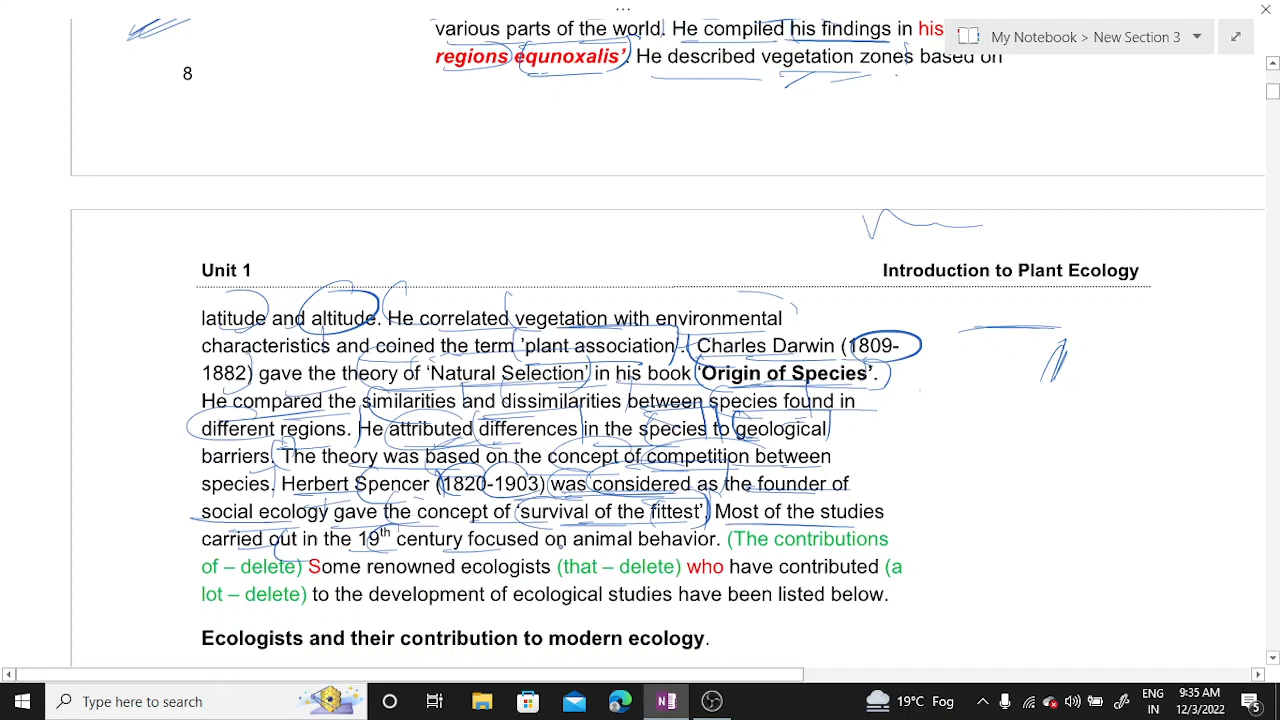 various parts of the world. He compiled his findings in his
My Notebook > New Section 3
regions equnoxalis’. He described vegetation zones based on
8
Unit 1
Introduction to Plant Ecology
latitude and altitude. He correlated vegetation with environmental
characteristics and coined the term ’plant association’. Charles Darwin (1809-
1882) gave the theory of ‘Natural Selection’ in his book ‘Origin of Species’.
He compared the similarities and dissimilarities between species found in
different regions. He attributed differences in the species to geological
barriers. The theory was based on the concept of competition between
species. Herbert Spencer (1820-1903) was considered as the founder of
social ecology gave the concept of ‘survival of the fittest’. Most of the studies
carried out in the 19th century focused on animal behavior. (The contributions
of – delete) Some renowned ecologists (that – delete) who have contributed (a
lot – delete) to the development of ecological studies have been listed below.
Ecologists and their contribution to modern ecology.
Type here to search
19°C Fog
ENG
IN
9:35 AM
12/3/2022
5